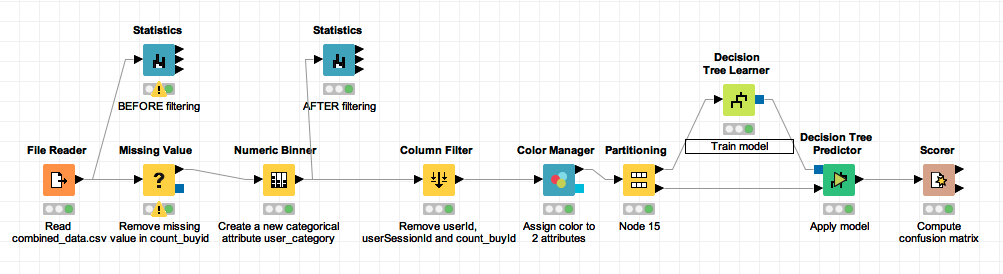 Statistics
BEFORE filtering
Statistics
AFTER filtering
Decision
Tree Learner
Train model
File Reader
Read
combined_data.csv
Missing Value
?
Remove missing
value in count_buyid
Numeric Binner
Create a new categorical
attribute user_category
Column Filter
Remove userId,
userSessionId and count_buyId
Color Manager
Assign color to
2 attributes
Partitioning
Node 15
Decision Tree
Predictor
Apply model
Scorer
Compute
confusion matrix